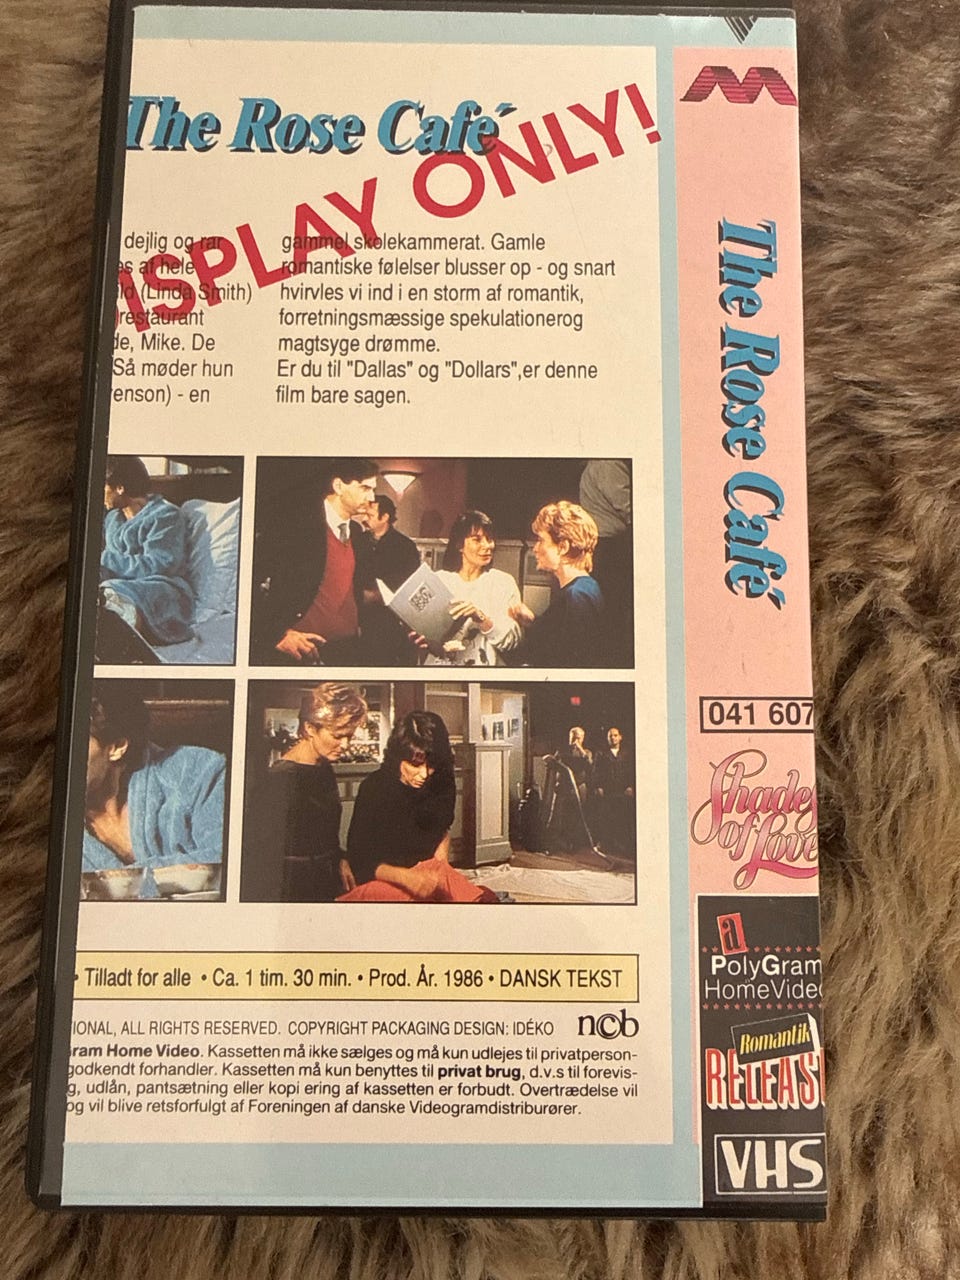 The Rose Café
DISPLAY ONLY!
dejlig og rar
es af hele
ld (Linda Smith)
restaurant
de, Mike. De
Så møder hun
enson) - en
gammel skolekammerat. Gamle
romantiske følelser blusser op - og snart
hvirvles vi ind i en storm af romantik,
forretningsmæssige spekulationerog
magtsyge drømme.
Er du til "Dallas" og "Dollars",er denne
film bare sagen.
• Tilladt for alle • Ca. 1 tim. 30 min. • Prod. År. 1986 • DANSK TEKST
IONAL, ALL RIGHTS RESERVED. COPYRIGHT PACKAGING DESIGN: IDÉKO
ncb
ram Home Video. Kassetten må ikke sælges og må kun udlejes til privatperson-
godkendt forhandler. Kassetten må kun benyttes til privat brug, d.v.s til forevis-
g, udlån, pantsætning eller kopi ering af kassetten er forbudt. Overtrædelse vil
og vil blive retsforfulgt af Foreningen af danske Videogramdistriburører.
The Rose Café
041 607
Shades
of Love
a
PolyGram
HomeVideo
Romantik
RELEAS
VHS